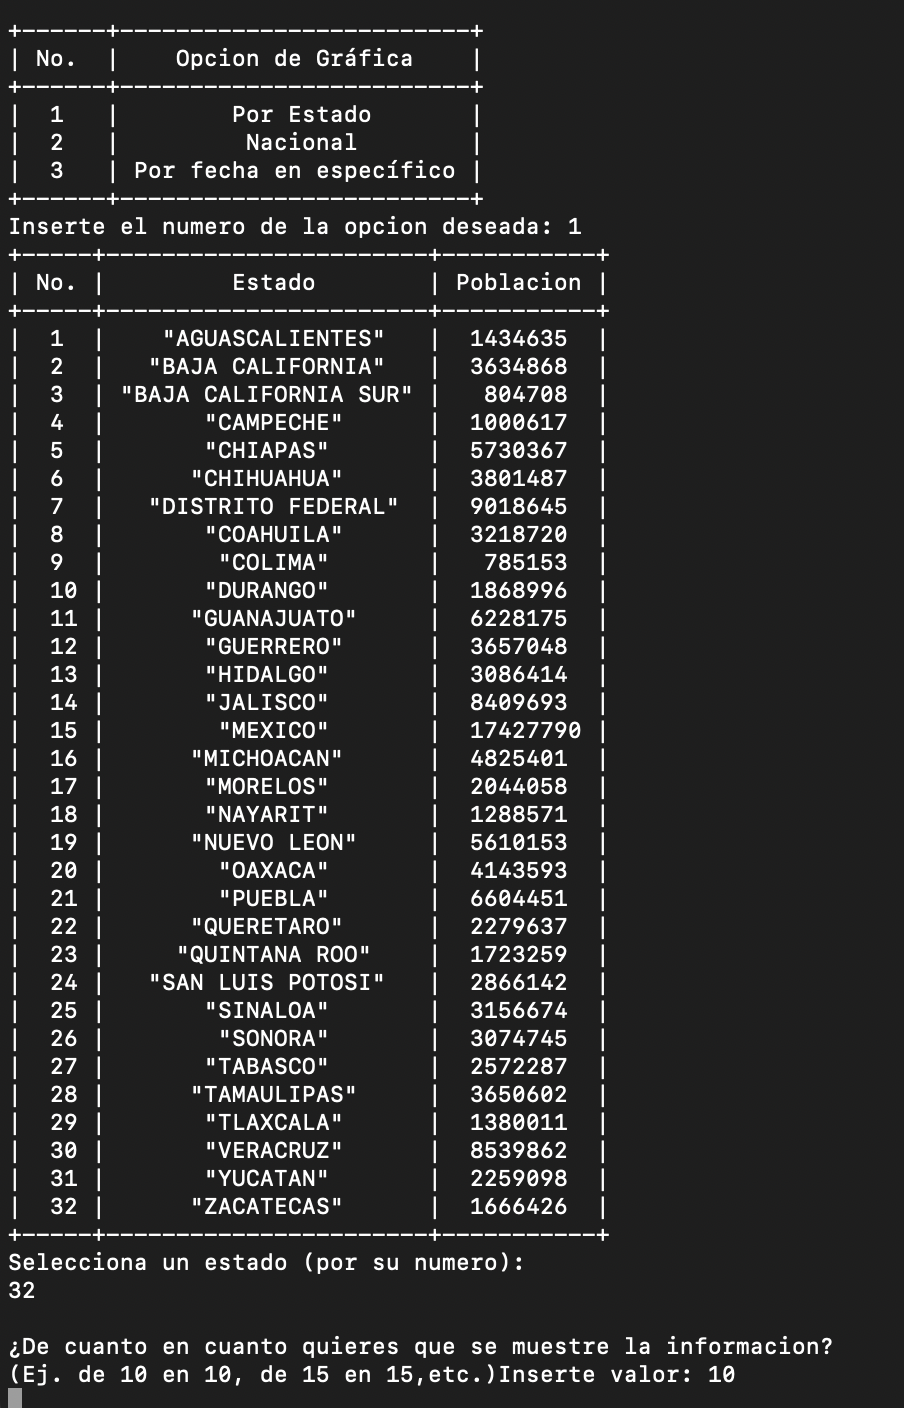 +------+-------------------------+
| No.  |    Opcion de Gráfica    |
+------+-------------------------+
|  1   |        Por Estado       |
|  2   |         Nacional        |
|  3   | Por fecha en específico |
+------+-------------------------+
Inserte el numero de la opcion deseada: 1
+-----+-----------------------+-----------+
| No. |         Estado        | Poblacion |
+-----+-----------------------+-----------+
|  1  |    "AGUASCALIENTES"   |  1434635  |
|  2  |   "BAJA CALIFORNIA"   |  3634868  |
|  3  | "BAJA CALIFORNIA SUR" |   804708  |
|  4  |       "CAMPECHE"      |  1000617  |
|  5  |       "CHIAPAS"       |  5730367  |
|  6  |      "CHIHUAHUA"      |  3801487  |
|  7  |   "DISTRITO FEDERAL"  |  9018645  |
|  8  |       "COAHUILA"      |  3218720  |
|  9  |        "COLIMA"       |   785153  |
|  10 |       "DURANGO"       |  1868996  |
|  11 |      "GUANAJUATO"     |  6228175  |
|  12 |       "GUERRERO"      |  3657048  |
|  13 |       "HIDALGO"       |  3086414  |
|  14 |       "JALISCO"       |  8409693  |
|  15 |        "MEXICO"       |  17427790 |
|  16 |      "MICHOACAN"      |  4825401  |
|  17 |       "MORELOS"       |  2044058  |
|  18 |       "NAYARIT"       |  1288571  |
|  19 |      "NUEVO LEON"     |  5610153  |
|  20 |        "OAXACA"       |  4143593  |
|  21 |        "PUEBLA"       |  6604451  |
|  22 |      "QUERETARO"      |  2279637  |
|  23 |     "QUINTANA ROO"    |  1723259  |
|  24 |   "SAN LUIS POTOSI"   |  2866142  |
|  25 |       "SINALOA"       |  3156674  |
|  26 |        "SONORA"       |  3074745  |
|  27 |       "TABASCO"       |  2572287  |
|  28 |      "TAMAULIPAS"     |  3650602  |
|  29 |       "TLAXCALA"      |  1380011  |
|  30 |       "VERACRUZ"      |  8539862  |
|  31 |       "YUCATAN"       |  2259098  |
|  32 |      "ZACATECAS"      |  1666426  |
+-----+-----------------------+-----------+
Selecciona un estado (por su numero):
32
¿De cuanto en cuanto quieres que se muestre la informacion?
(Ej. de 10 en 10, de 15 en 15,etc.)Inserte valor: 10